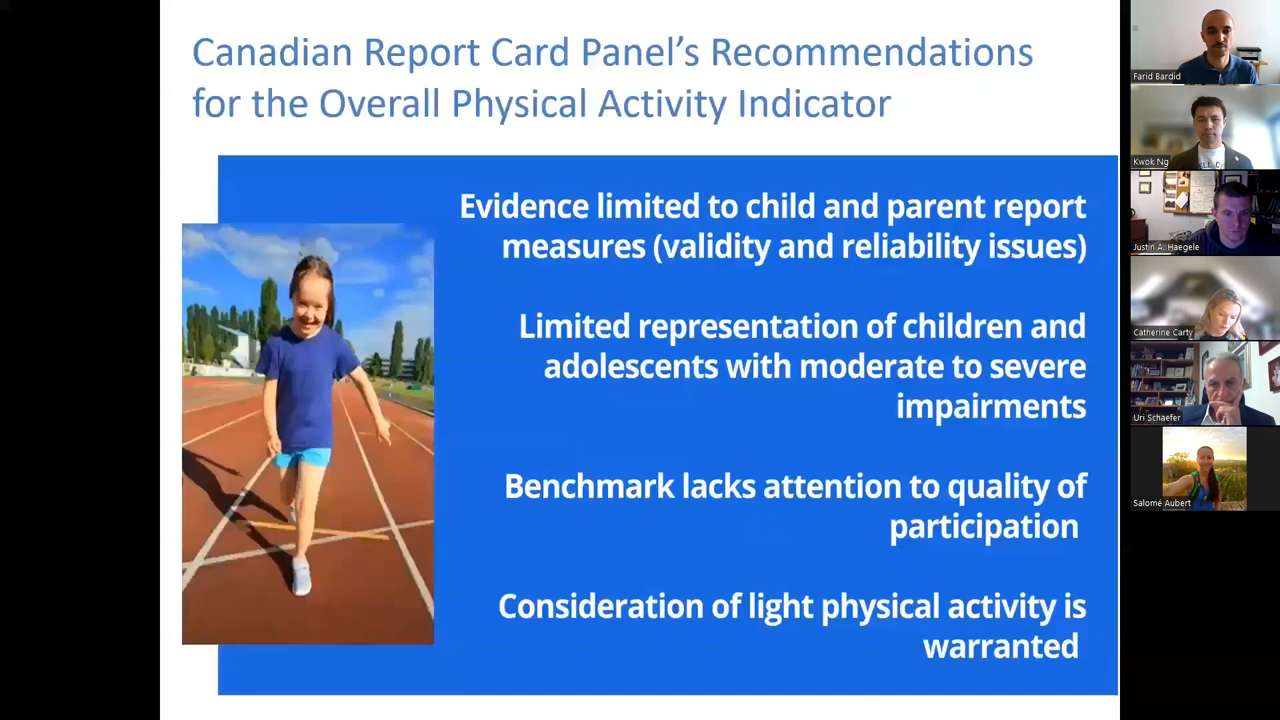 Canadian Report Card Panel’s Recommendations
for the Overall Physical Activity Indicator
Evidence limited to child and parent report
measures (validity and reliability issues)
Limited representation of children and
adolescents with moderate to severe
impairments
Benchmark lacks attention to quality of
participation
Consideration of light physical activity is
warranted
Farid Bardid
Kwok Ng
Justin A. Haegele
Catherine Carty
Uri Schaefer
Salomé Aubert